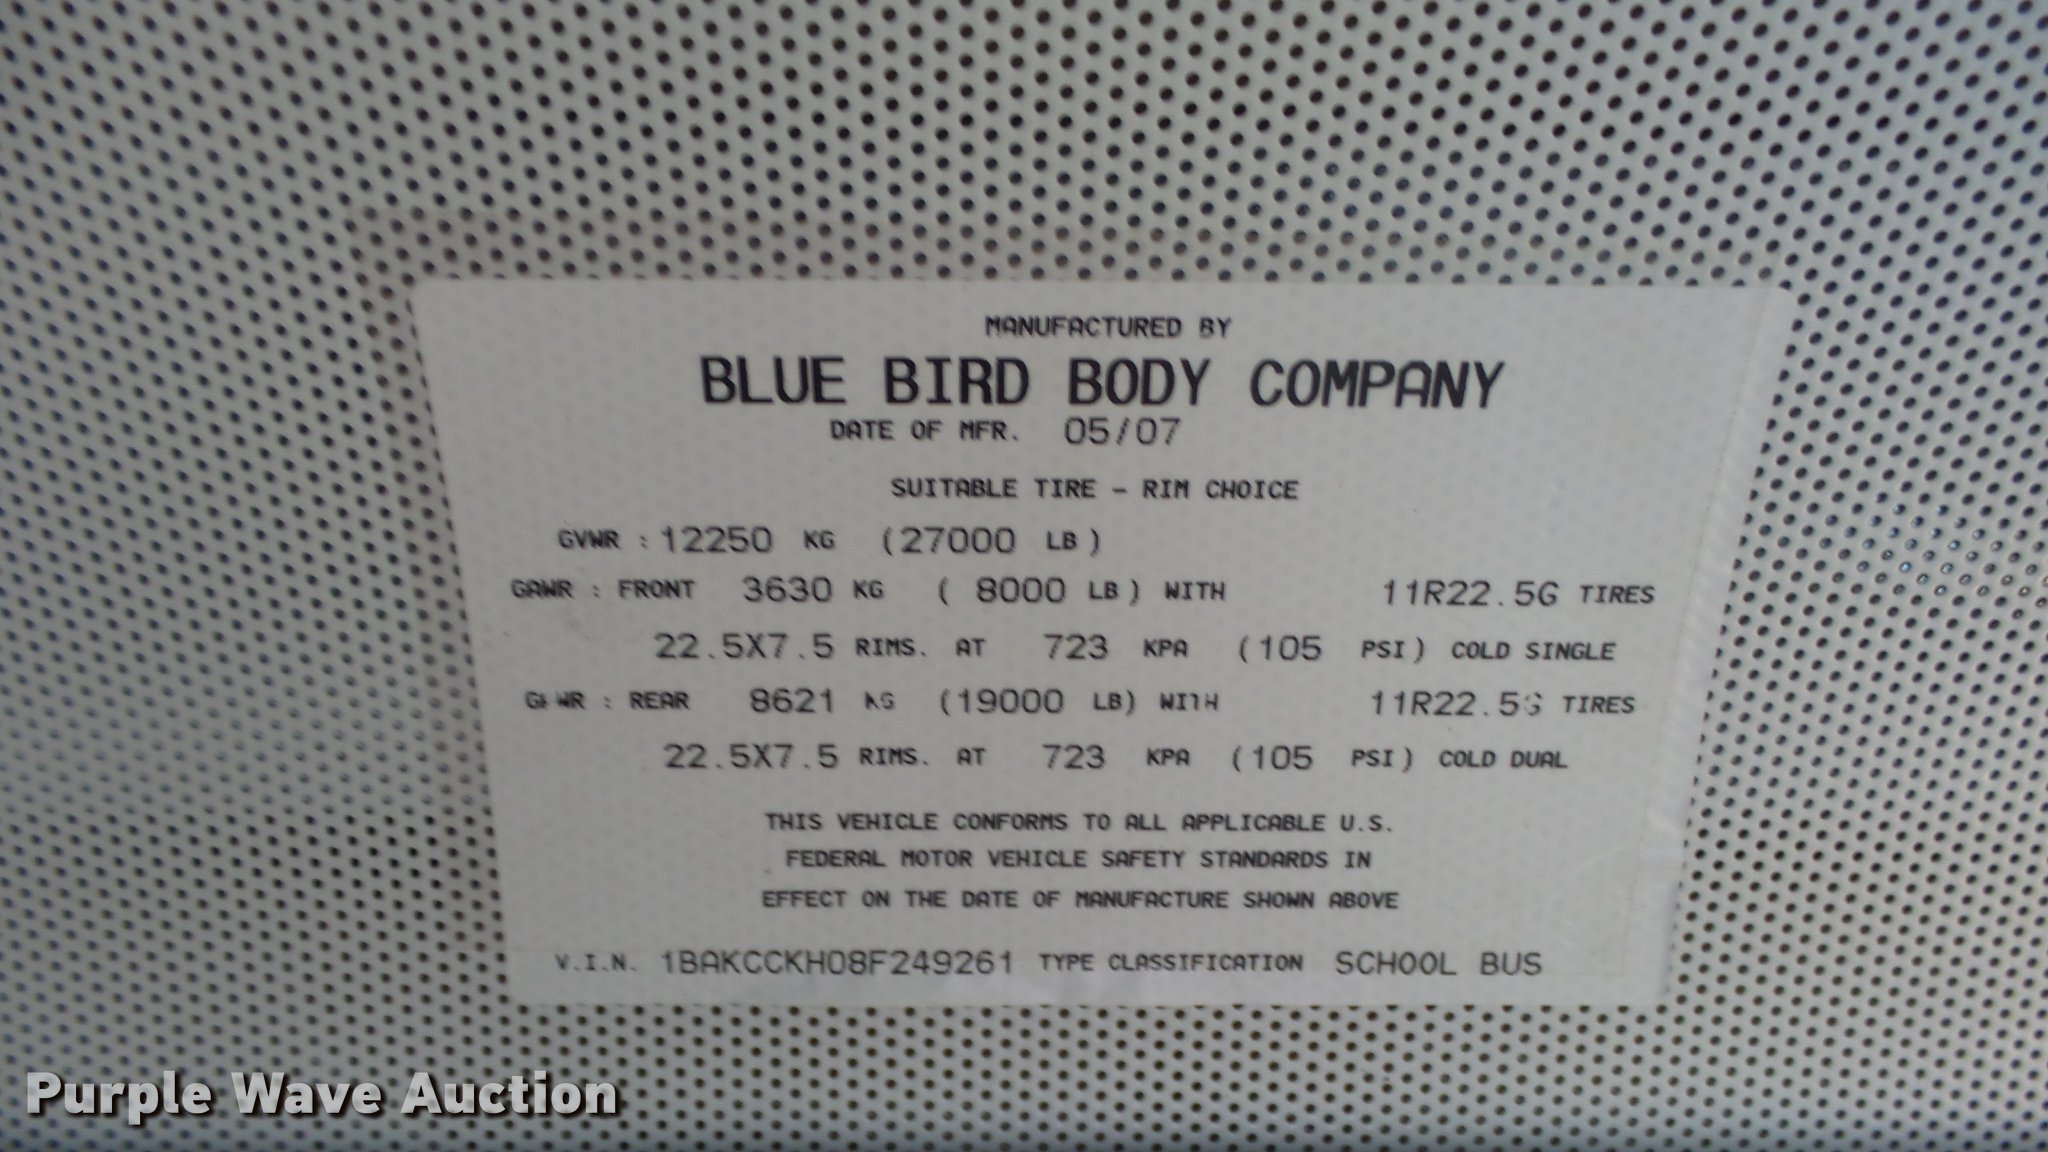 MANUFACTURED BY
BLUE BIRD BODY COMPANY
DATE OF MFR. 05/07
SUITABLE TIRE - RIM CHOICE
GVWR : 12250 KG (27000 LB)
GAWR : FRONT 3630 KG ( 8000 LB) WITH 11R22.5G TIRES
22.5X7.5 RIMS. AT 723 KPA (105 PSI) COLD SINGLE
GAWR : REAR 8621 KG (19000 LB) WITH 11R22.5G TIRES
22.5X7.5 RIMS. AT 723 KPA (105 PSI) COLD DUAL
THIS VEHICLE CONFORMS TO ALL APPLICABLE U.S.
FEDERAL MOTOR VEHICLE SAFETY STANDARDS IN
EFFECT ON THE DATE OF MANUFACTURE SHOWN ABOVE
V.I.N. 1BAKCCKH08F249261 TYPE CLASSIFICATION SCHOOL BUS
Purple Wave Auction